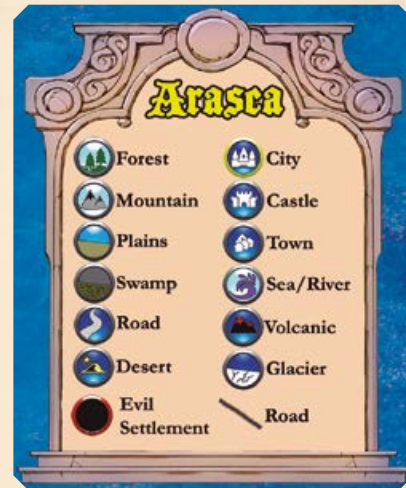 Arasca
Forest
City
Mountain
Castle
Plains
Town
Swamp
Sea/River
Road
Volcanic
Desert
Glacier
Evil
Settlement
Road